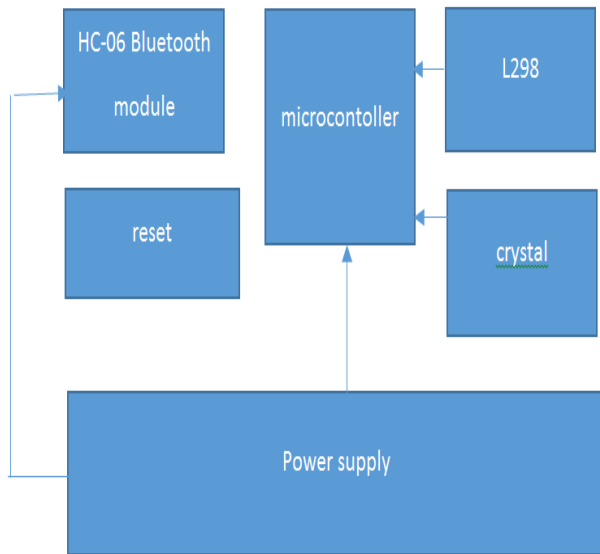 HC-06 Bluetooth
module
microcontoller
L298
reset
crystal
Power supply